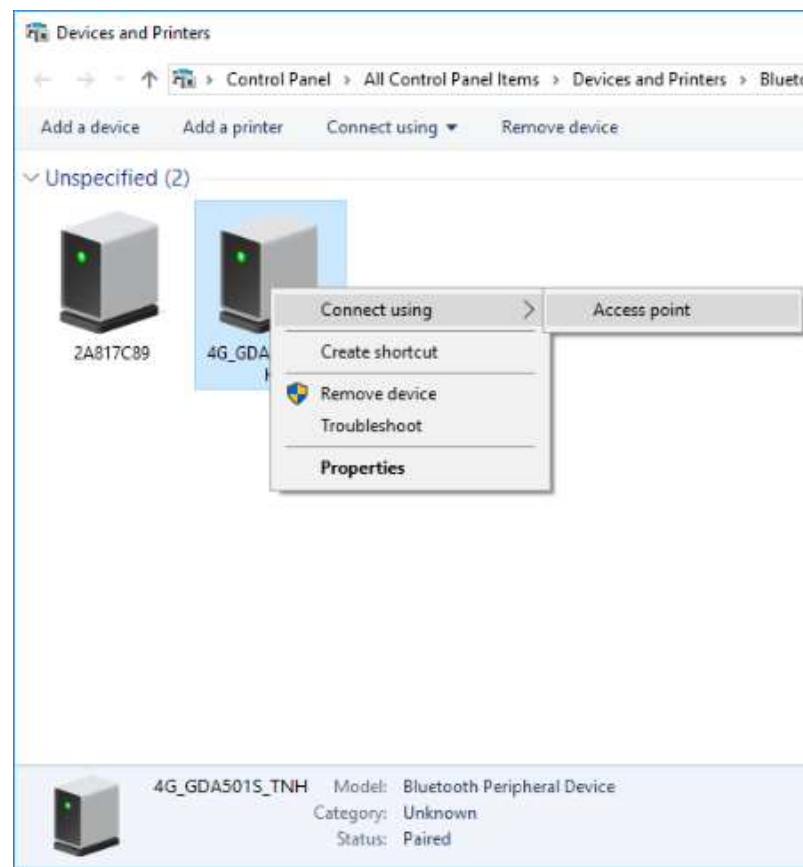 Devices and Printers
Control Panel > All Control Panel Items > Devices and Printers >
Add a device Add a printer Connect using Remove device
Unspecified (2)
2A817C89
Connect using > Access point
Create shortcut
Remove device
Troubleshoot
Properties
4G_GDA501S_TNH Model: Bluetooth Peripheral Device
Category: Unknown
Status: Paired